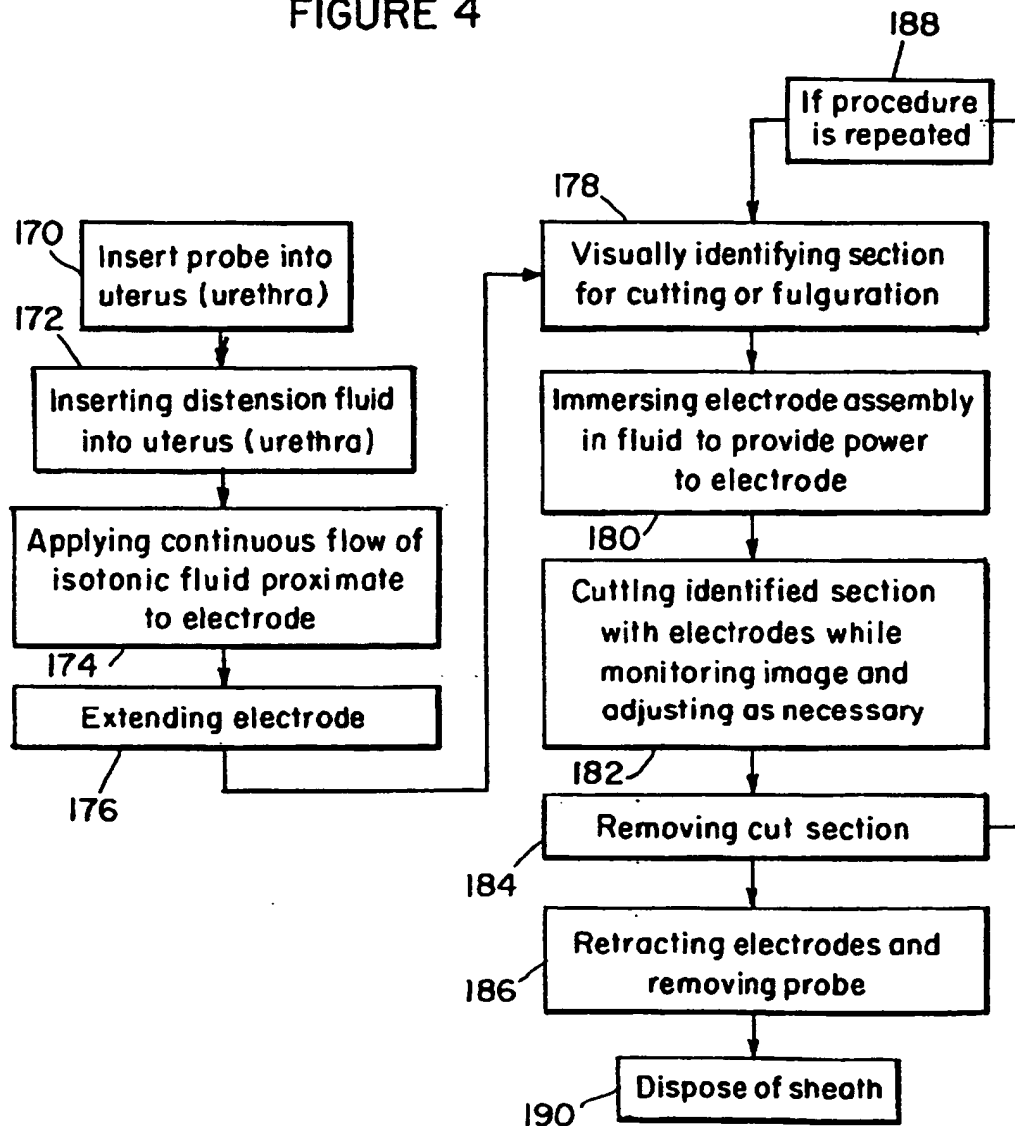 FIGURE 4
170
Insert probe into
uterus (urethra)
172
Inserting distension fluid
into uterus (urethra)
Applying continuous flow of
isotonic fluid proximate
to electrode
174
Extending electrode
176
188
If procedure
is repeated
178
Visually identifying section
for cutting or fulguration
Immersing electrode assembly
in fluid to provide power
to electrode
180
Cutting identified section
with electrodes while
monitoring image and
adjusting as necessary
182
Removing cut section
184
Retracting electrodes and
removing probe
186
Dispose of sheath
190